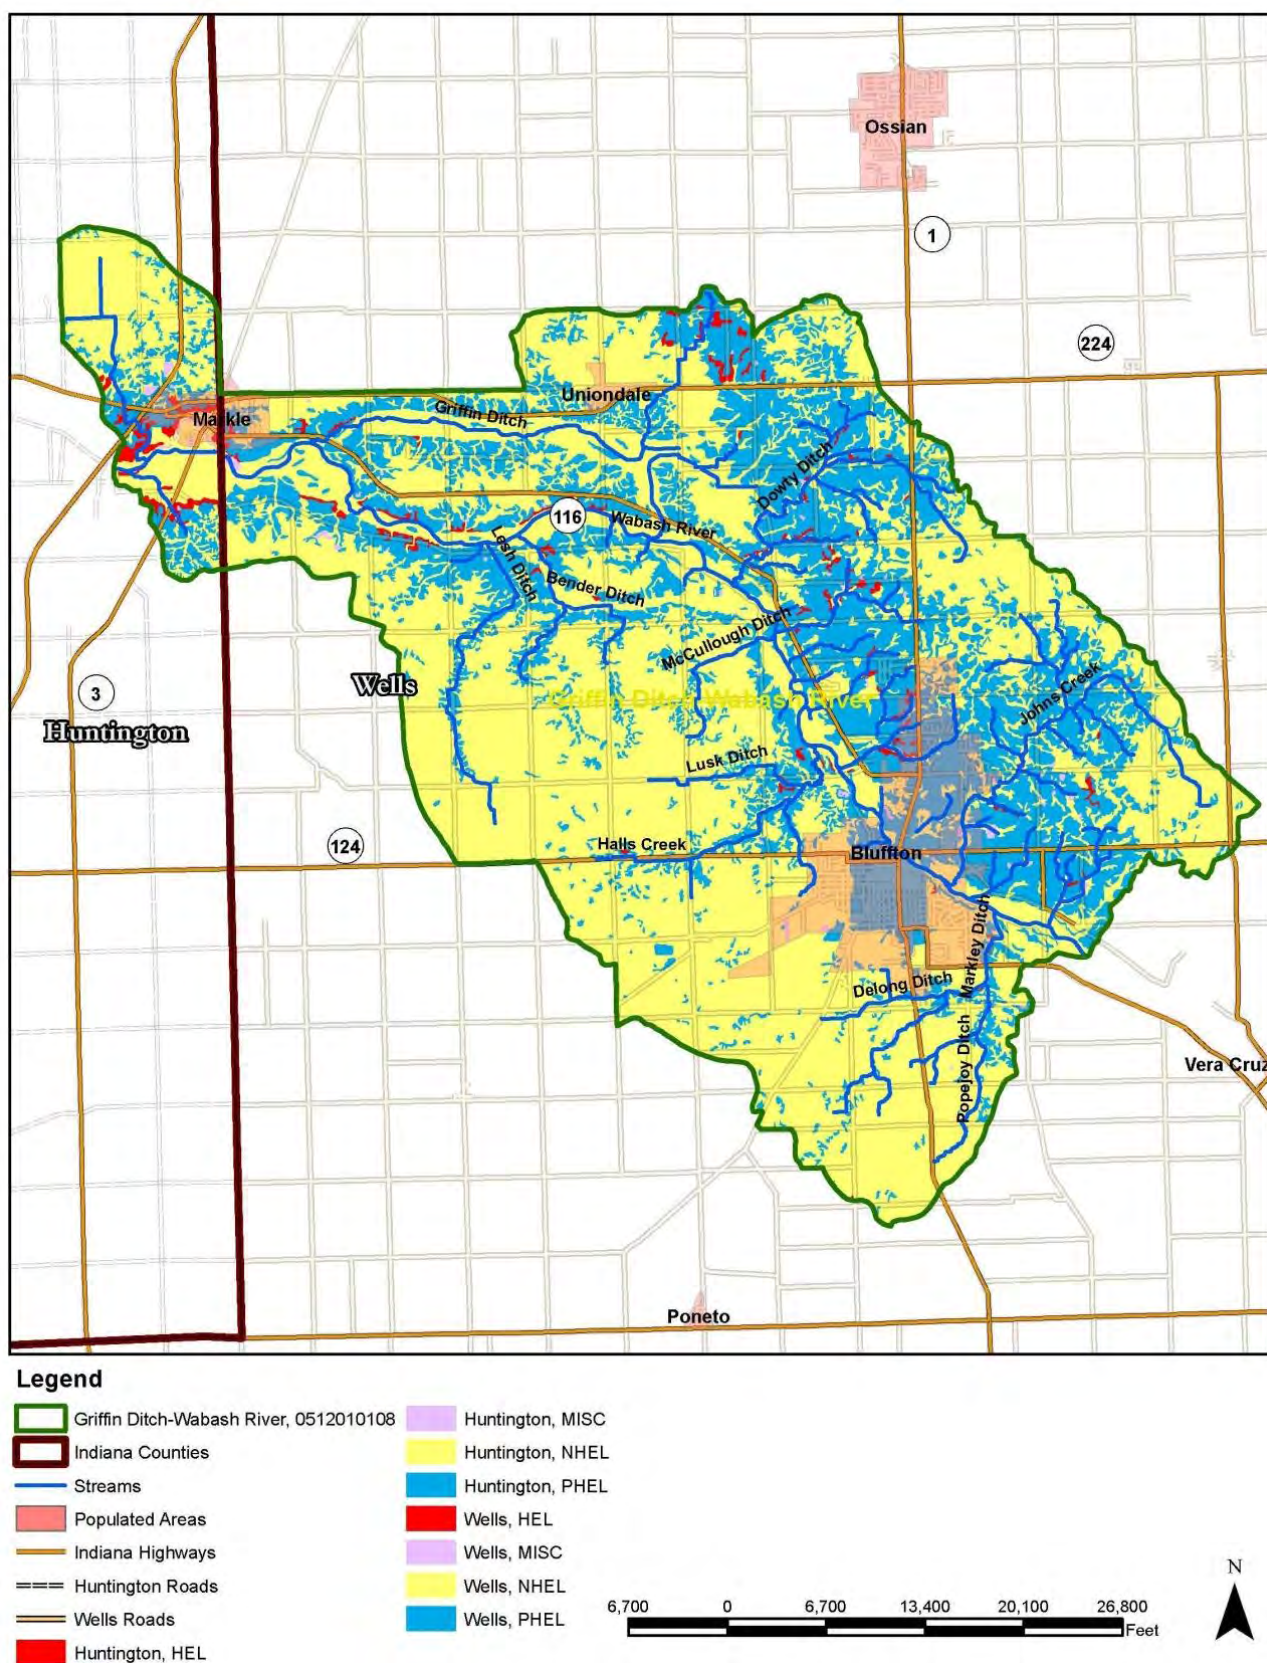 Ossian
1
224
Uniondale
Markle
Griffin Ditch
Dowty Ditch
116
Wabash River
Lesh Ditch
Bender Ditch
McCullough Ditch
Wells
Griffin Ditch-Wabash River
3
Huntington
Johns Creek
Lusk Ditch
124
Halls Creek
Bluffton
Markley Ditch
Delong Ditch
Popejoy Ditch
Vera Cruz
Poneto
Legend
Griffin Ditch-Wabash River, 0512010108
Indiana Counties
Streams
Populated Areas
Indiana Highways
Huntington Roads
Wells Roads
Huntington, HEL
Huntington, MISC
Huntington, NHEL
Huntington, PHEL
Wells, HEL
Wells, MISC
Wells, NHEL
Wells, PHEL
6,700 0 6,700 13,400 20,100 26,800
Feet
N